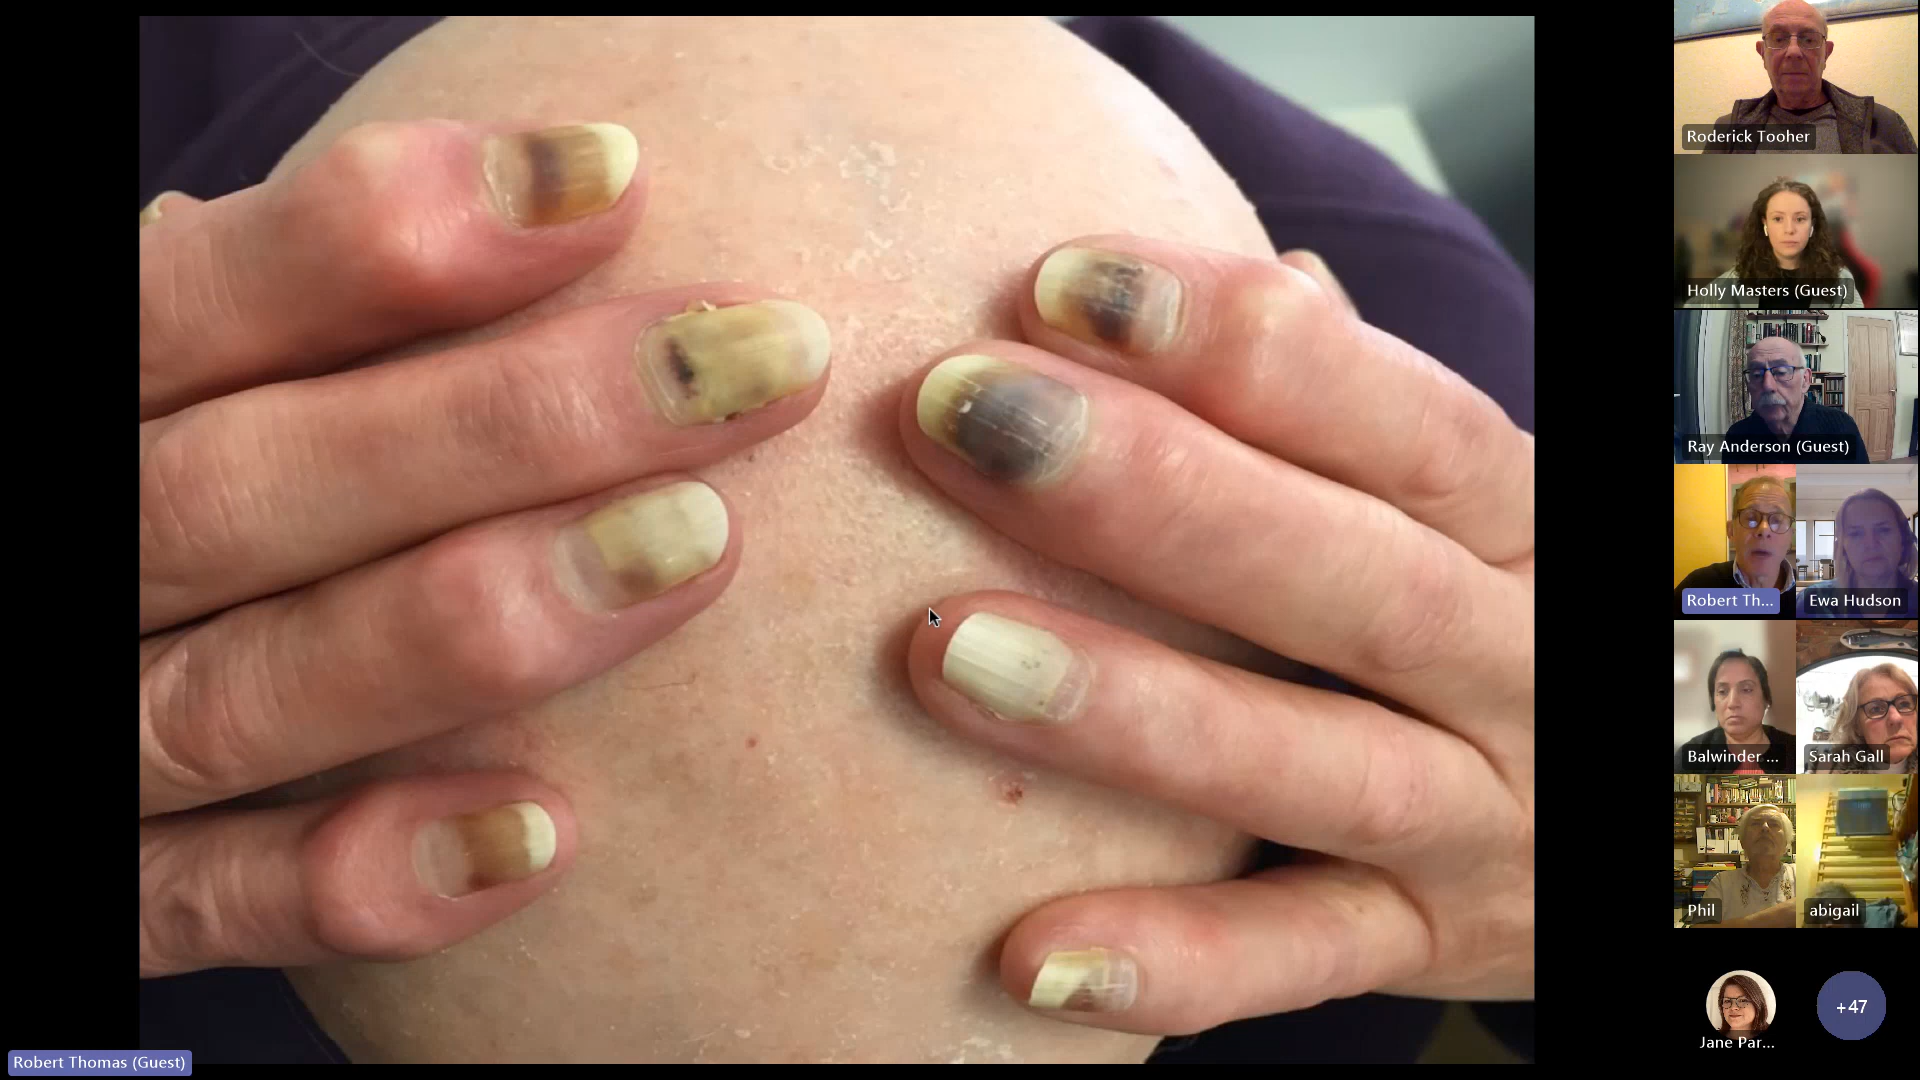 Roderick Tooher
Holly Masters (Guest)
Ray Anderson (Guest)
Robert Th...
Ewa Hudson
Balwinder ...
Sarah Gall
Phil
abigail
Jane Par...
+47
Robert Thomas (Guest)